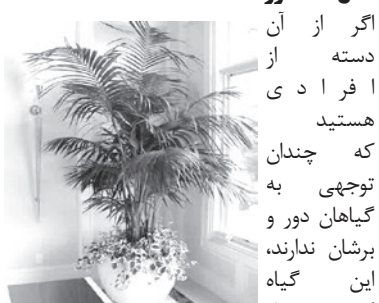 اگر از آن
دسته از
افرادی
هستید
که چندان
توجهی به
گیاهان دور و
برشان ندارند،
این گیاه